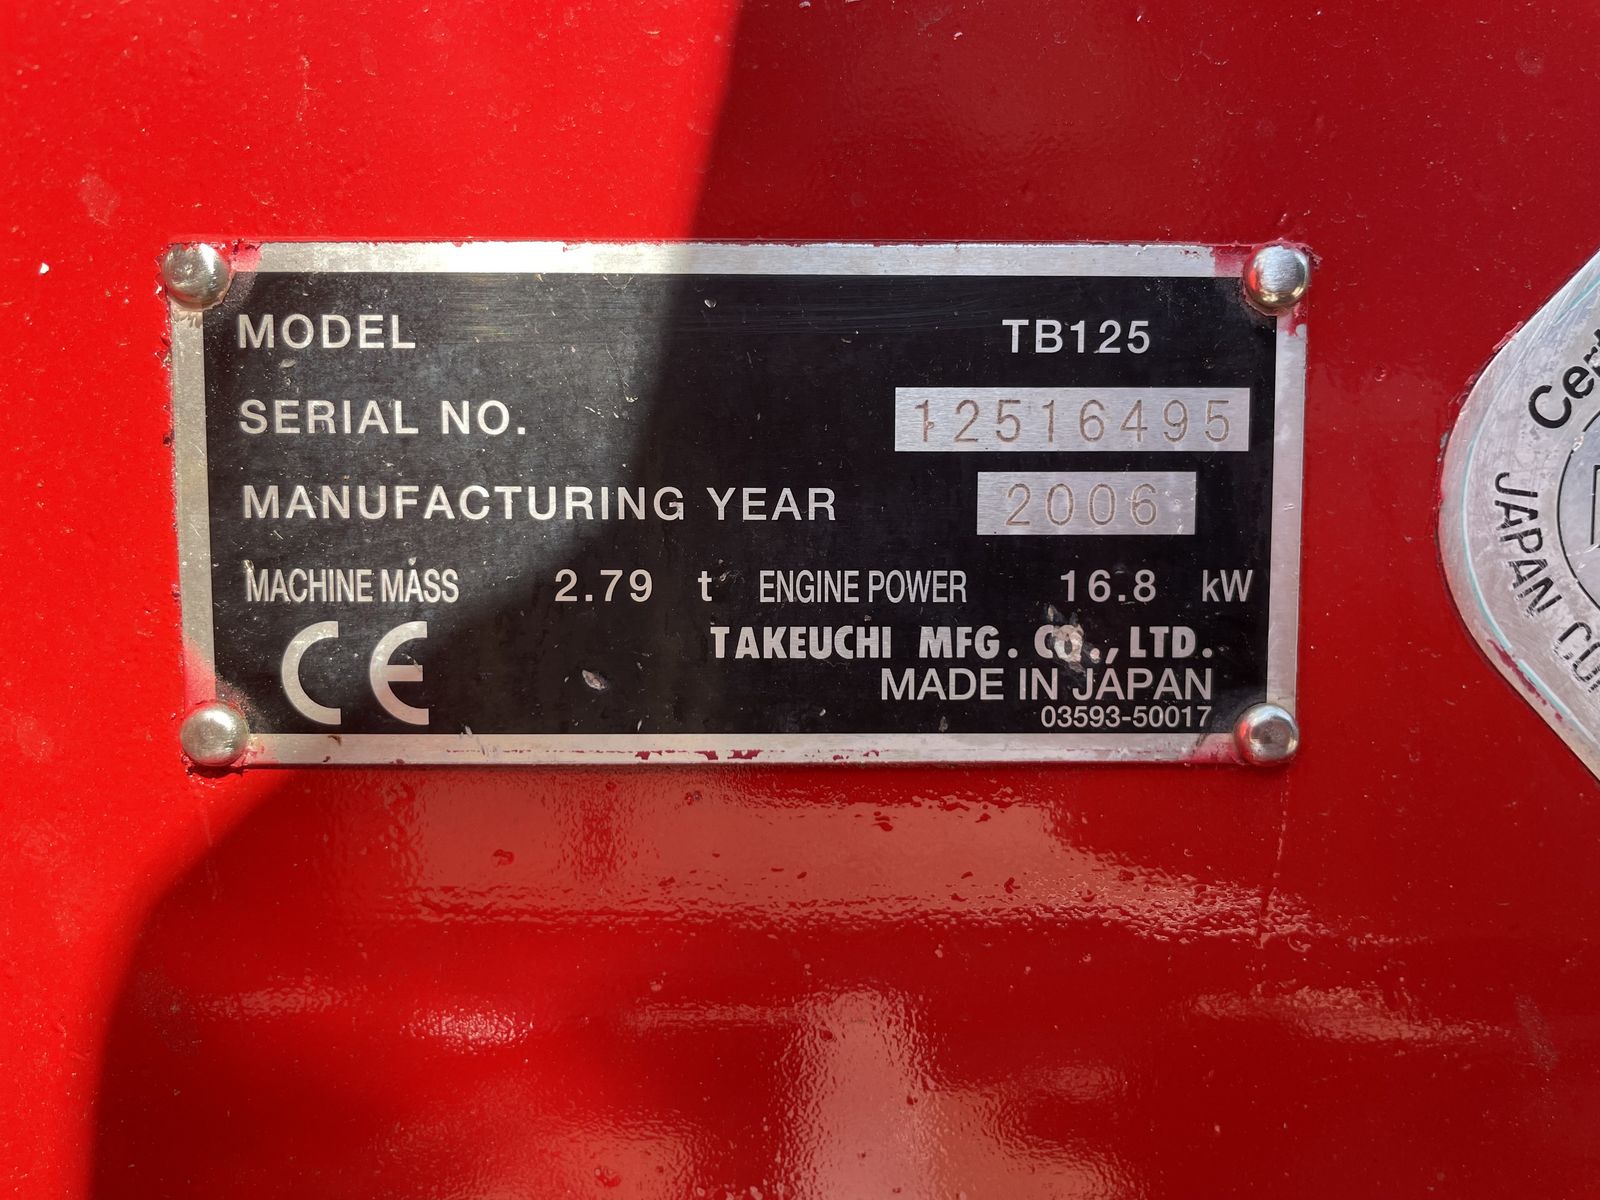 MODEL TB125
SERIAL NO. 12516495
MANUFACTURING YEAR 2006
MACHINE MASS 2.79 t ENGINE POWER 16.8 kW
CE TAKEUCHI MFG. CO., LTD.
MADE IN JAPAN
03593-50017
JAPAN